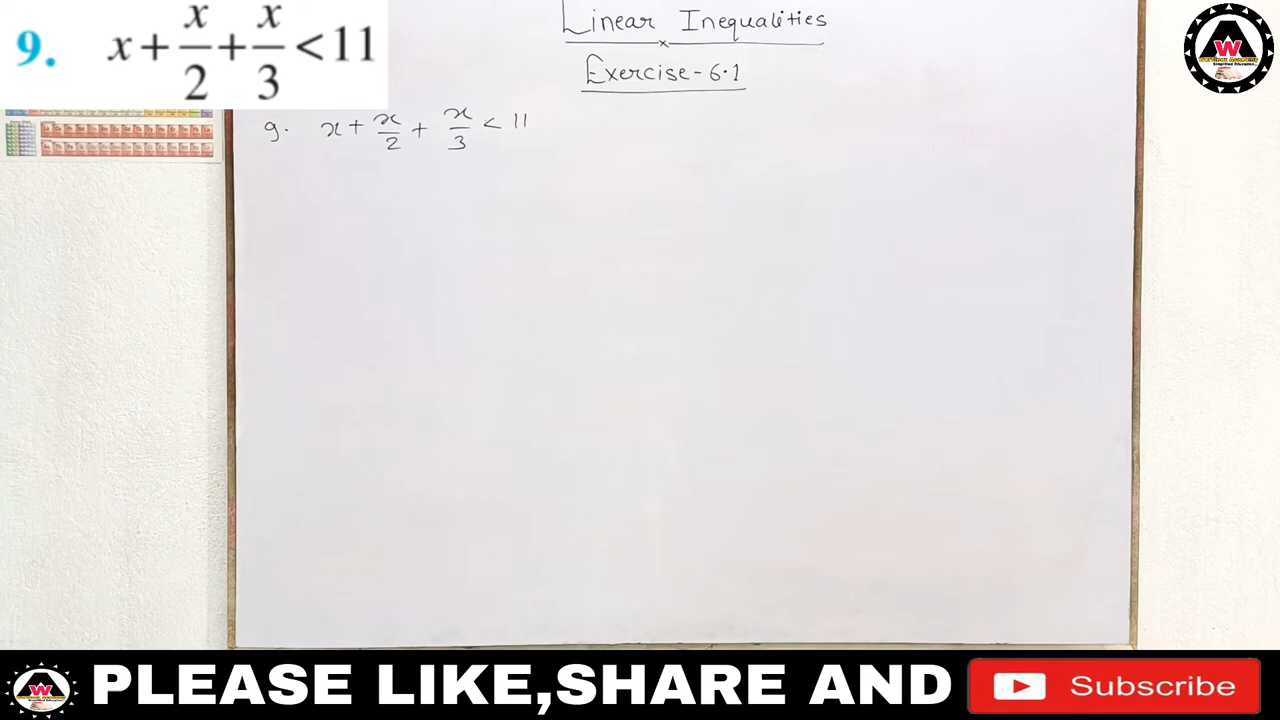 9. x + x/2 + x/3 < 11
Linear Inequalities
Exercise - 6.1
9. x + x/2 + x/3 < 11
PLEASE LIKE,SHARE AND Subscribe